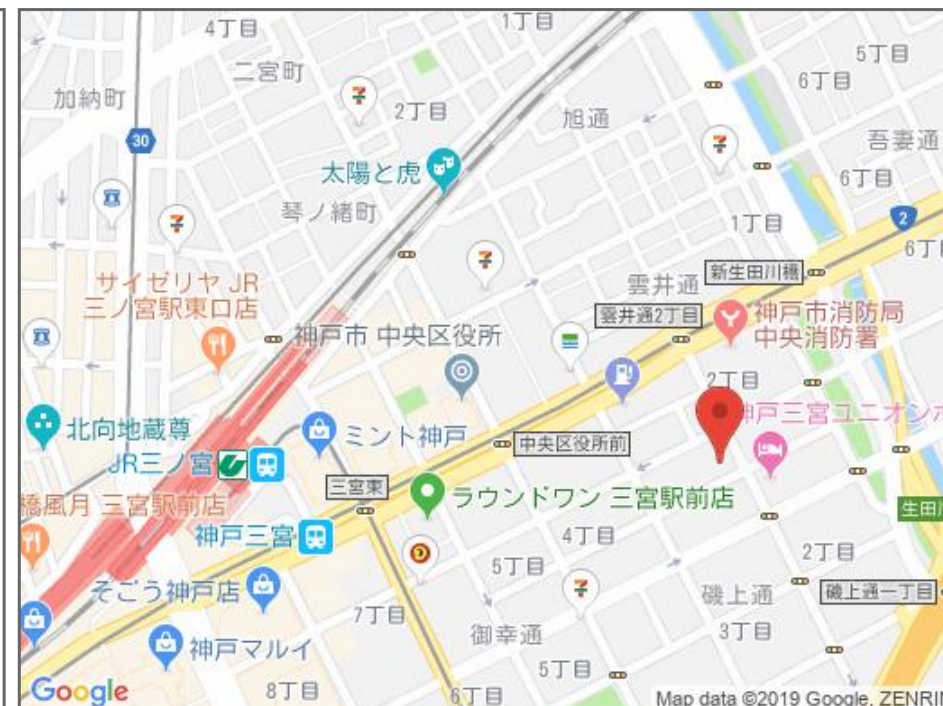 4丁目
1丁目
5丁目
二宮町
6丁目
加納町
2丁目
旭通
吾妻通
30
太陽と虎
6丁目
琴ノ緒町
1丁目
2
サイゼリヤ JR
三ノ宮駅東口店
雲井通
新生田川橋
雲井通2丁目
神戸市消防局
中央消防署
神戸市 中央区役所
2丁目
北向地蔵尊
ミント神戸
中央区役所前
神戸三宮ユニオンホ
JR三ノ宮
三宮東
橋風月 三宮駅前店
ラウンドワン 三宮駅前店
生田川
神戸三宮
4丁目
2丁目
5丁目
そごう神戸店
磯上通
磯上通一丁目
7丁目
御幸通
3丁目
神戸マルイ
5丁目
Google
8丁目
6丁目
Map data ©2019 Google, ZENRIN